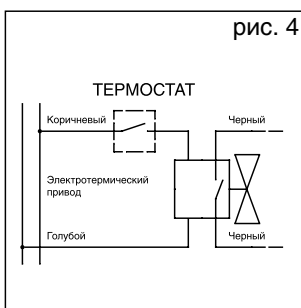 рис. 4
ТЕРМОСТАТ
Коричневый
Черный
Электротермический
привод
Голубой
Черный